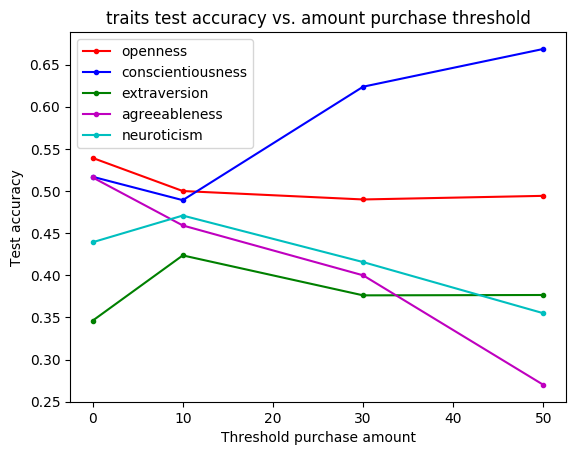 traits test accuracy vs. amount purchase threshold
openness
conscientiousness
extraversion
agreeableness
neuroticism
Test accuracy
0.65
0.60
0.55
0.50
0.45
0.40
0.35
0.30
0.25
0 10 20 30 40 50
Threshold purchase amount